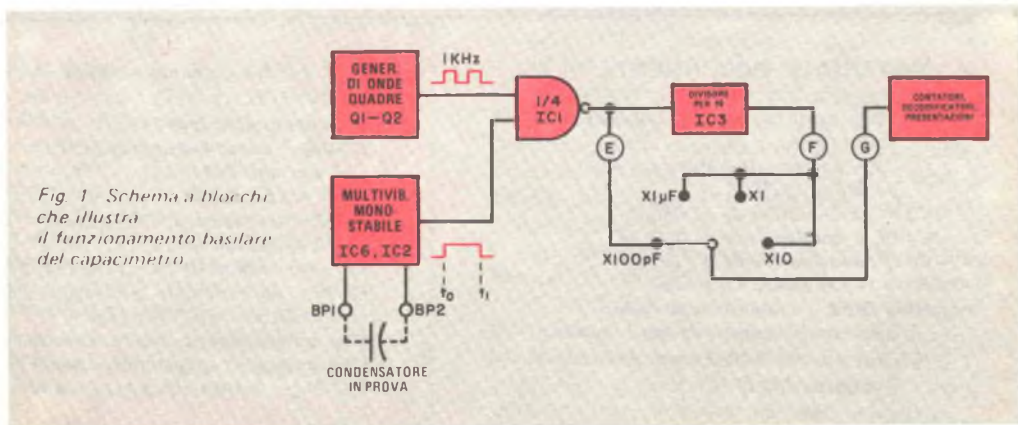 Fig. 1 Schema a blocchi
che illustra
il funzionamento basilare
del capacimetro
GENER.
DI ONDE
QUADRE
Q1-Q2
1KHz
1/4
IC1
DIVISORE
PER 10
IC3
CONTATORI,
DECODIFICATORI,
PRESENTAZIONI
E
F
G
X1μF
X1
X100pF
X10
MULTIVIB.
MONO-
STABILE
IC6, IC2
t0
t1
BP1
BP2
CONDENSATORE
IN PROVA